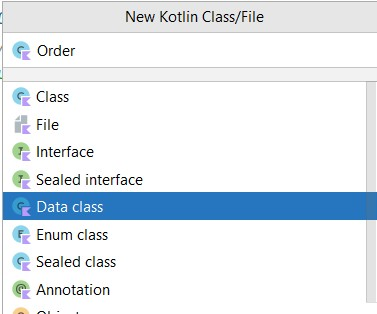 New Kotlin Class/File
Order
Class
File
Interface
Sealed interface
Data class
Enum class
Sealed class
Annotation